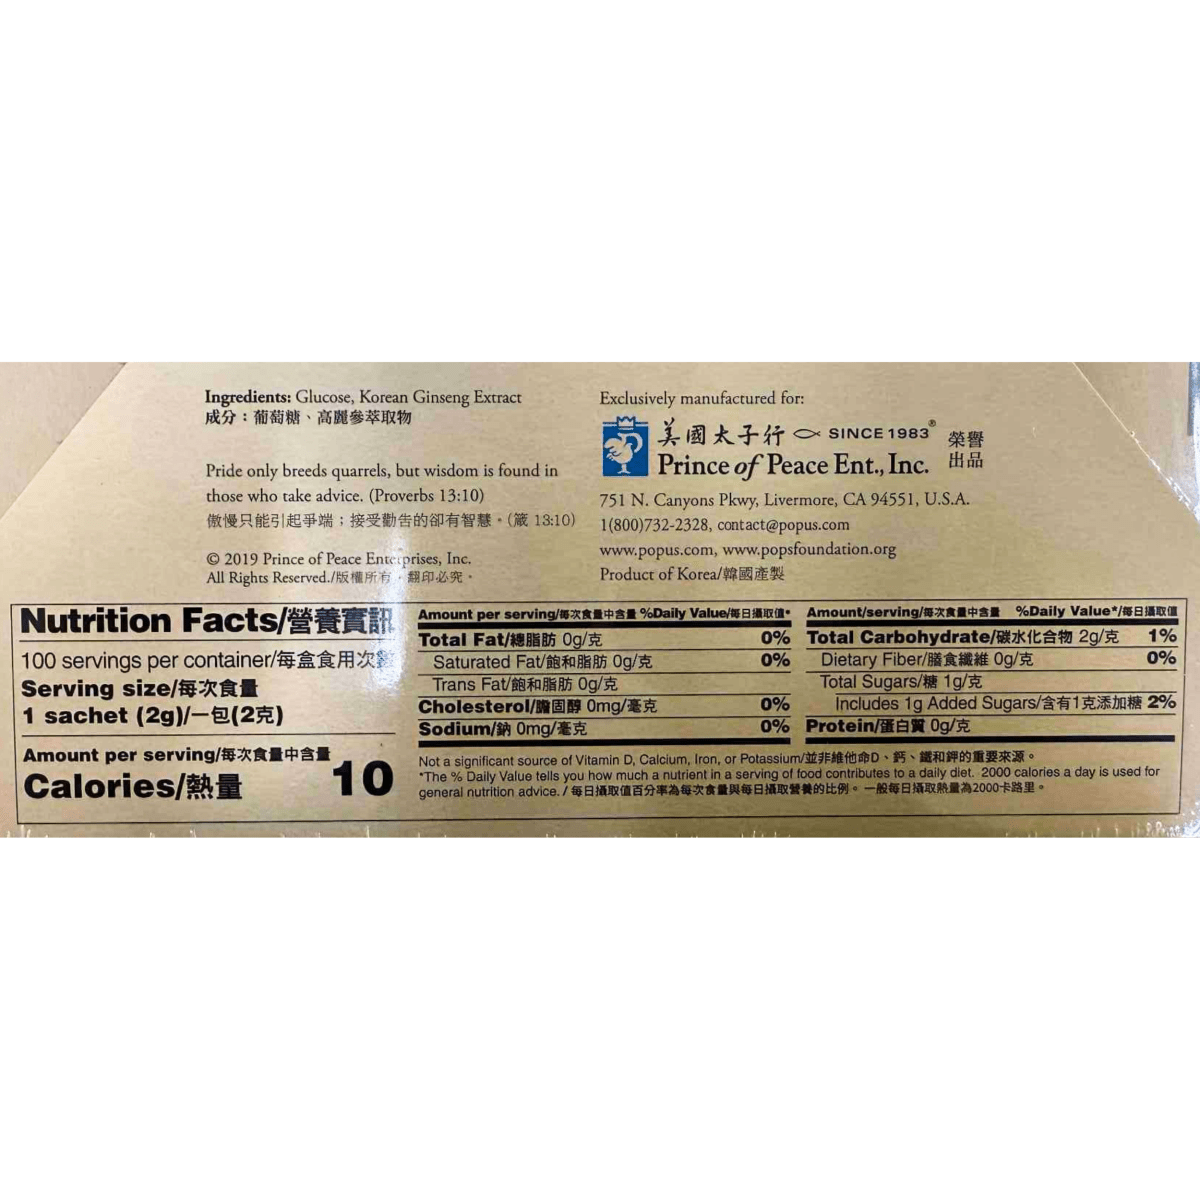 Ingredients: Glucose, Korean Ginseng Extract
成分：葡萄糖、高麗參萃取物
Pride only breeds quarrels, but wisdom is found in
those who take advice. (Proverbs 13:10)
傲慢只能引起爭端；接受勸告的卻有智慧。(箴 13:10)
© 2019 Prince of Peace Enterprises, Inc.
All Rights Reserved./版權所有，翻印必究。
Exclusively manufactured for:
美國太子行 SINCE 1983®
Prince of Peace Ent., Inc.
榮譽
出品
751 N. Canyons Pkwy, Livermore, CA 94551, U.S.A.
1(800)732-2328, contact@popus.com
www.popus.com, www.popsfoundation.org
Product of Korea/韓國產製
Nutrition Facts/營養實訊
100 servings per container/每盒食用次數
Serving size/每次食量
1 sachet (2g)/一包(2克)
Amount per serving/每次食量中含量
Calories/熱量 10
Amount per serving/每次食量中含量 %Daily Value/每日攝取值*
Total Fat/總脂肪 0g/克 0%
Saturated Fat/飽和脂肪 0g/克 0%
Trans Fat/飽和脂肪 0g/克
Cholesterol/膽固醇 0mg/毫克 0%
Sodium/鈉 0mg/毫克 0%
Amount/serving/每次食量中含量 %Daily Value*/每日攝取值
Total Carbohydrate/碳水化合物 2g/克 1%
Dietary Fiber/膳食纖維 0g/克 0%
Total Sugars/糖 1g/克
Includes 1g Added Sugars/含有1克添加糖 2%
Protein/蛋白質 0g/克
Not a significant source of Vitamin D, Calcium, Iron, or Potassium/並非維他命D、鈣、鐵和鉀的重要來源。
*The % Daily Value tells you how much a nutrient in a serving of food contributes to a daily diet. 2000 calories a day is used for
general nutrition advice. / 每日攝取值百分率為每次食量與每日攝取營養的比例。一般每日攝取熱量為2000卡路里。